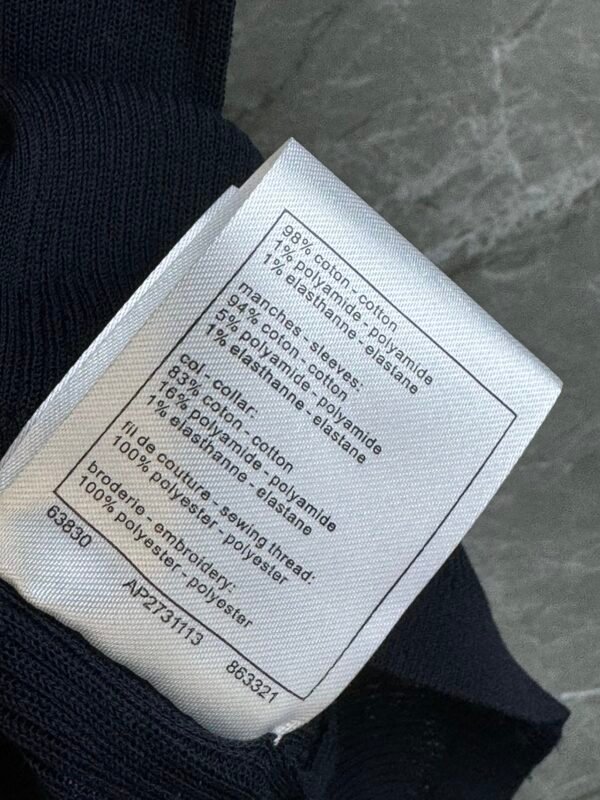 98% coton - cotton
1% polyamide - polyamide
1% elasthanne - elastane
manches - sleeves:
94% coton - cotton
5% polyamide - polyamide
1% elasthanne - elastane
col - collar:
83% coton - cotton
16% polyamide - polyamide
1% elasthanne - elastane
fil de couture - sewing thread:
100% polyester - polyester
broderie - embroidery:
100% polyester - polyester
63830 AP2731113 863321